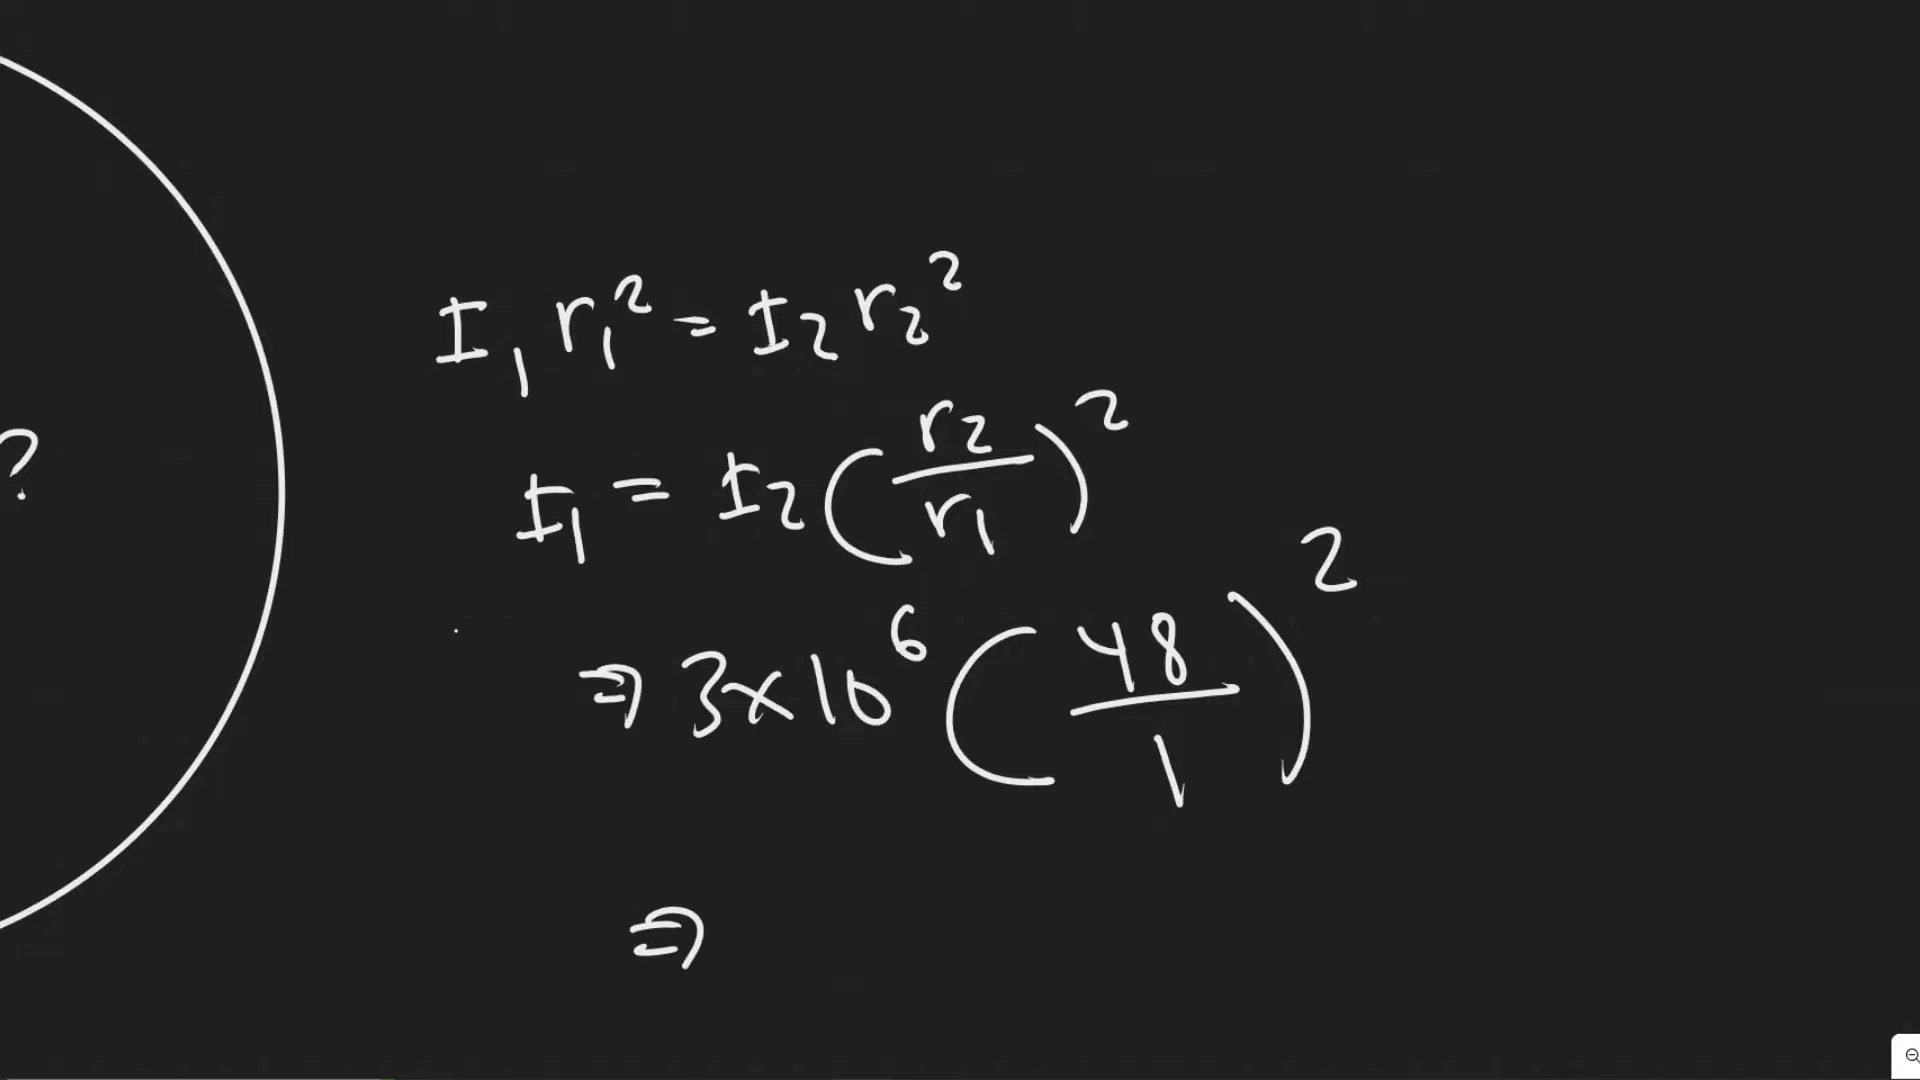 I₁ r₁² = I₂ r₂²
I₁ = I₂ (r₂/r₁)²
?
⇒ 3×10⁶ (48/1)²
⇒